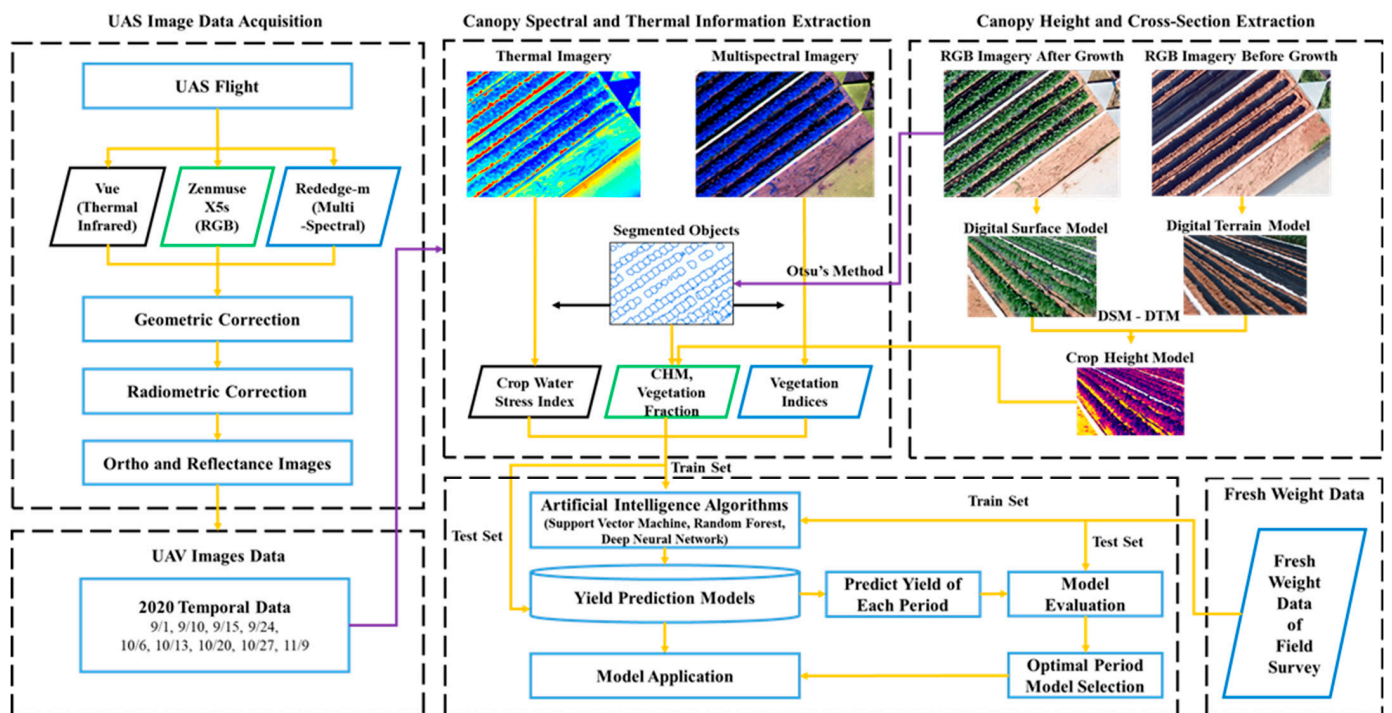 UAS Image Data Acquisition
UAS Flight
Vue
(Thermal
Infrared)
Zenmuse
X5s
(RGB)
Rededge-m
(Multi
-Spectral)
Geometric Correction
Radiometric Correction
Ortho and Reflectance Images
UAV Images Data
2020 Temporal Data
9/1, 9/10, 9/15, 9/24,
10/6, 10/13, 10/20, 10/27, 11/9
Canopy Spectral and Thermal Information Extraction
Thermal Imagery
Multispectral Imagery
Segmented Objects
Otsu's Method
Crop Water
Stress Index
CHM,
Vegetation
Fraction
Vegetation
Indices
Canopy Height and Cross-Section Extraction
RGB Imagery After Growth
RGB Imagery Before Growth
Digital Surface Model
Digital Terrain Model
DSM - DTM
Crop Height Model
Train Set
Test Set
Artificial Intelligence Algorithms
(Support Vector Machine, Random Forest,
Deep Neural Network)
Train Set
Test Set
Yield Prediction Models
Predict Yield of
Each Period
Model
Evaluation
Model Application
Optimal Period
Model Selection
Fresh Weight Data
Fresh
Weight
Data
of
Field
Survey